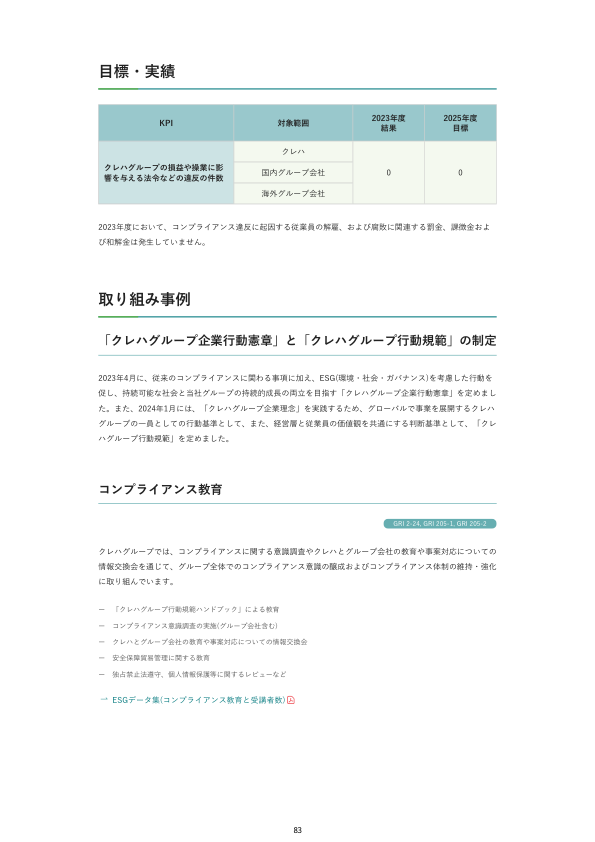 目標・実績
KPI
対象範囲
2023年度
結果
2025年度
目標
クレハグループの損益や操業に影
響を与える法令などの違反の件数
クレハ
国内グループ会社
海外グループ会社
0
0
2023年度において、コンプライアンス違反に起因する従業員の解雇、および腐敗に関連する罰金、課徴金およ
び和解金は発生していません。
取り組み事例
「クレハグループ企業行動憲章」と「クレハグループ行動規範」の制定
2023年4月に、従来のコンプライアンスに関わる事項に加え、ESG(環境・社会・ガバナンス)を考慮した行動を
促し、持続可能な社会と当社グループの持続的成長の両立を目指す「クレハグループ企業行動憲章」を定めまし
た。また、2024年1月には、「クレハグループ企業理念」を実践するため、グローバルで事業を展開するクレハ
グループの一員としての行動基準として、また、経営層と従業員の価値観を共通にする判断基準として、「クレ
ハグループ行動規範」を定めました。
コンプライアンス教育
GRI 2-24, GRI 205-1, GRI 205-2
クレハグループでは、コンプライアンスに関する意識調査やクレハとグループ会社の教育や事案対応についての
情報交換会を通じて、グループ全体でのコンプライアンス意識の醸成およびコンプライアンス体制の維持・強化
に取り組んでいます。
― 「クレハグループ行動規範ハンドブック」による教育
― コンプライアンス意識調査の実施(グループ会社含む)
― クレハとグループ会社の教育や事案対応についての情報交換会
― 安全保障貿易管理に関する教育
― 独占禁止法遵守、個人情報保護等に関するレビューなど
ESGデータ集(コンプライアンス教育と受講者数)
83